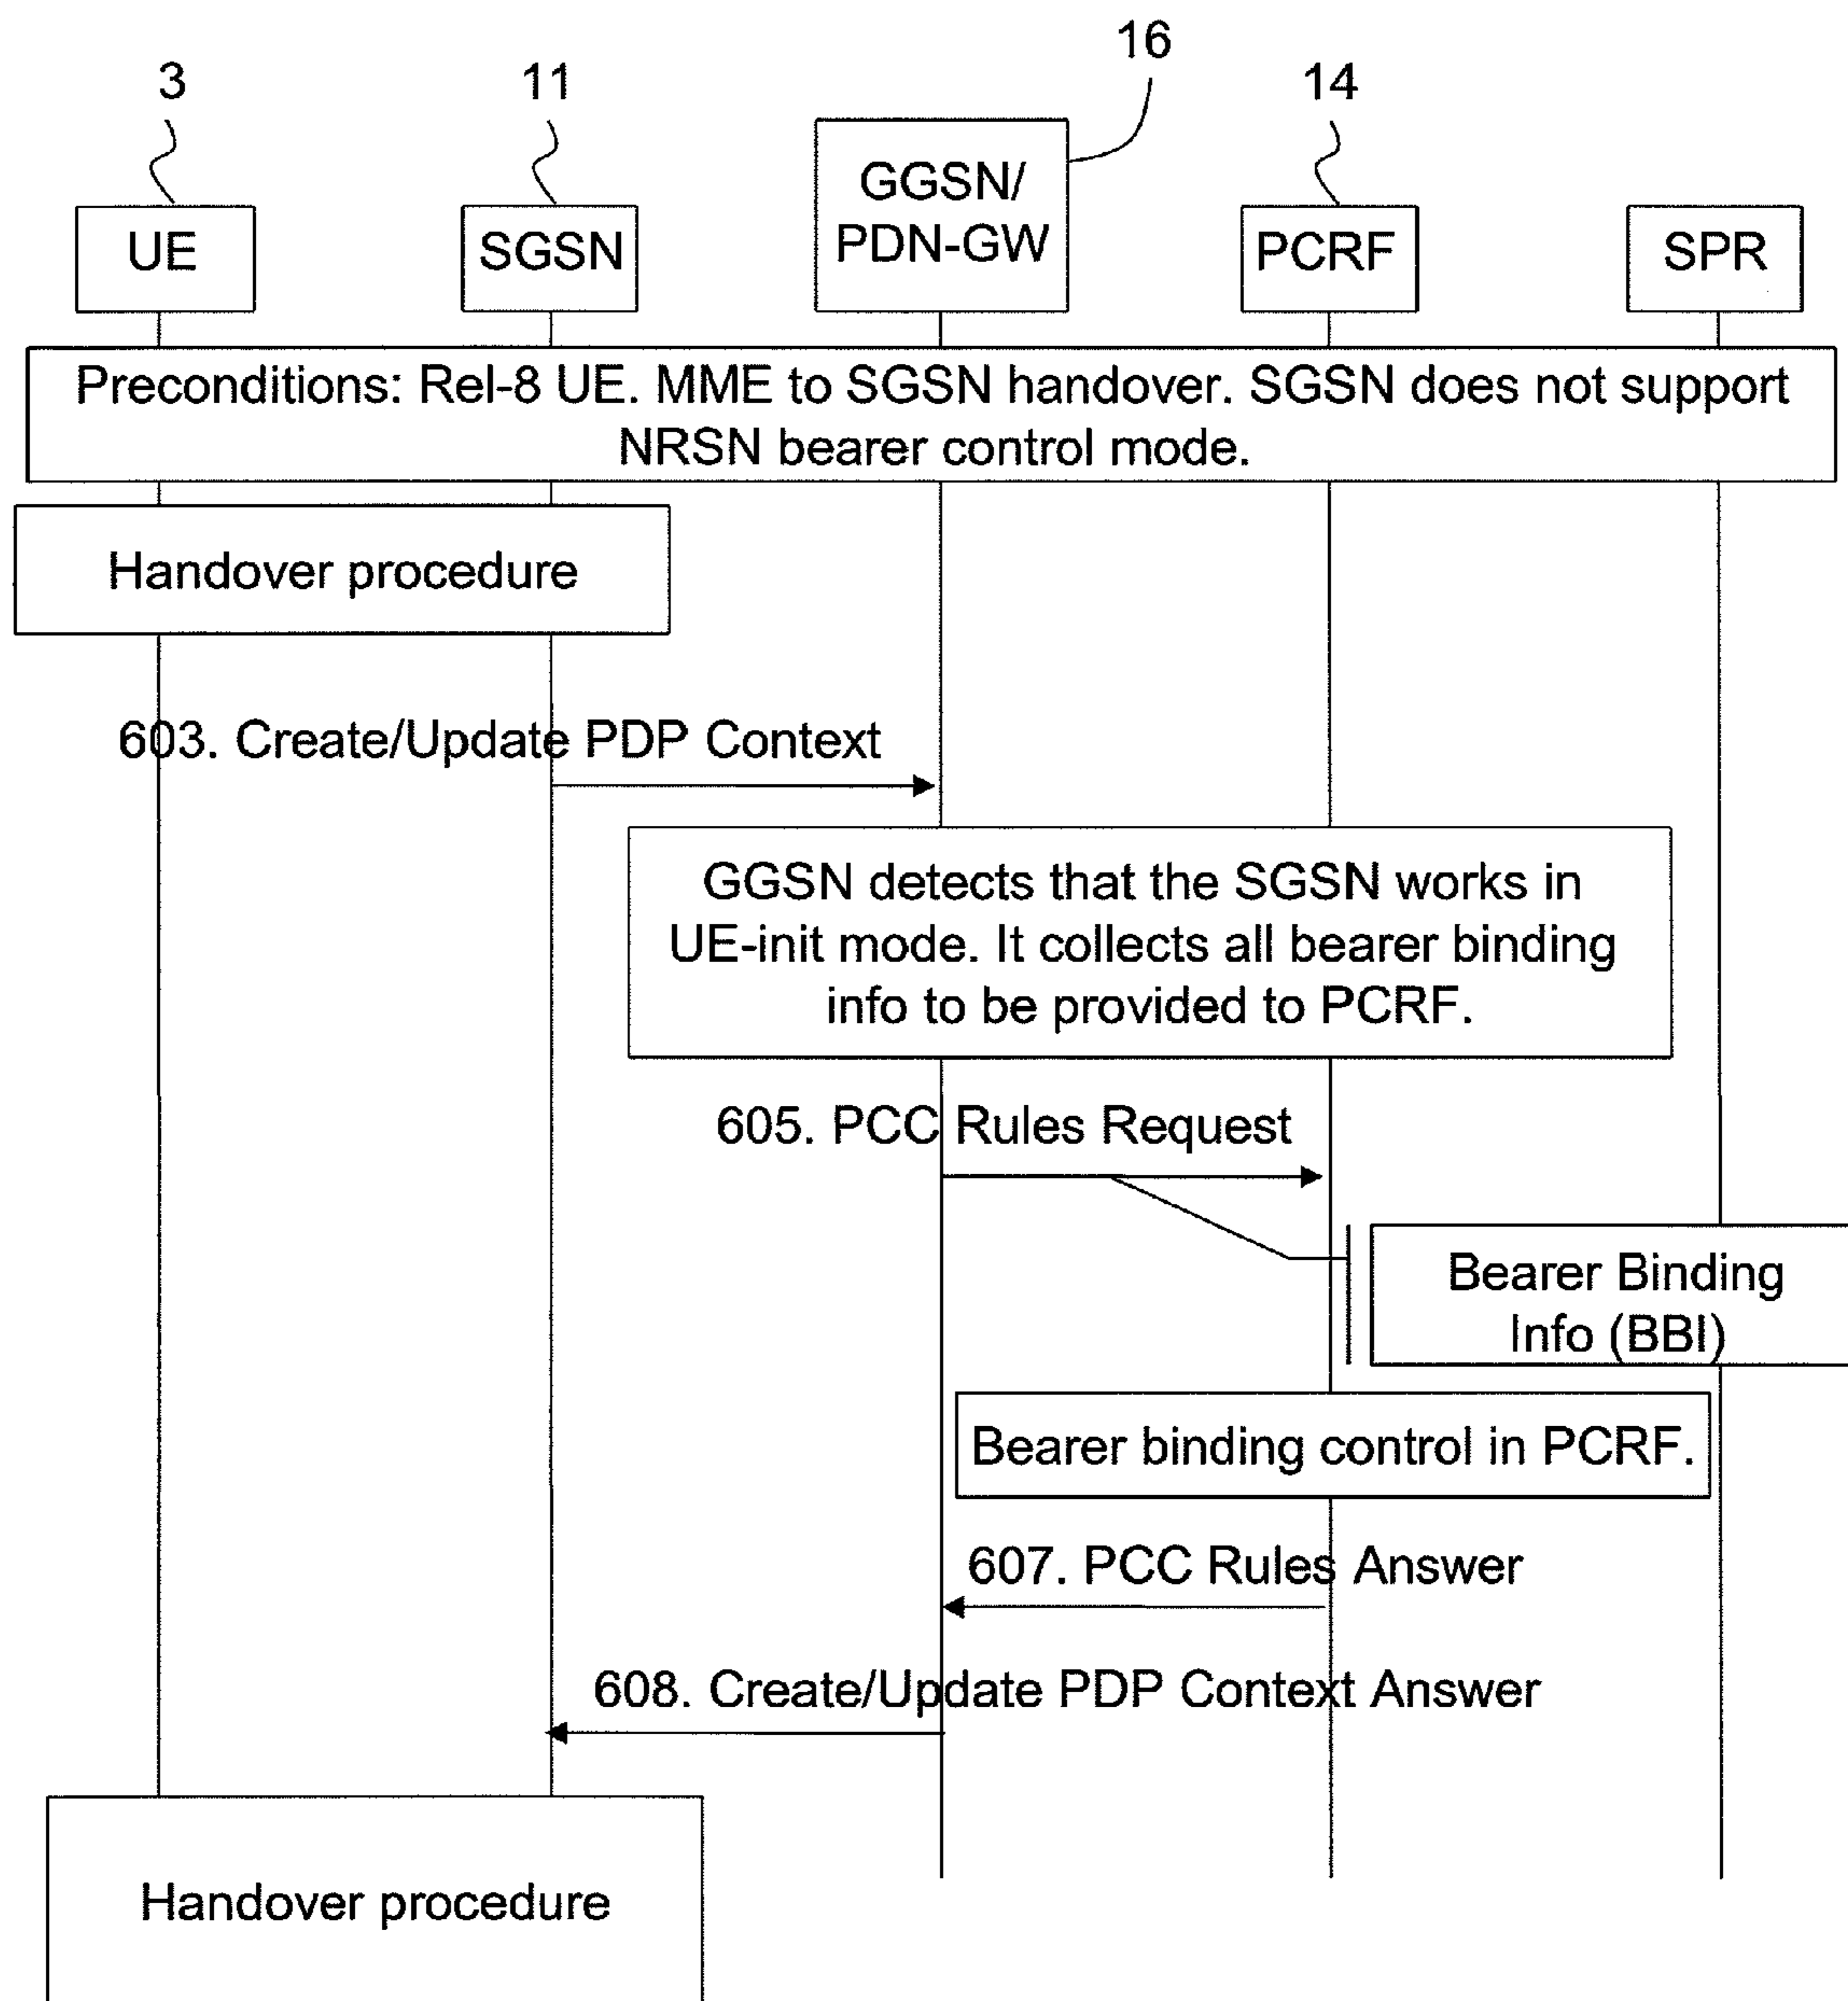 16
3
11
14
UE
SGSN
GGSN/
PDN-GW
PCRF
SPR
Preconditions: Rel-8 UE. MME to SGSN handover. SGSN does not support
NRSN bearer control mode.
Handover procedure
603. Create/Update PDP Context
GGSN detects that the SGSN works in
UE-init mode. It collects all bearer binding
info to be provided to PCRF.
605. PCC Rules Request
Bearer Binding
Info (BBI)
Bearer binding control in PCRF.
607. PCC Rules Answer
608. Create/Update PDP Context Answer
Handover procedure